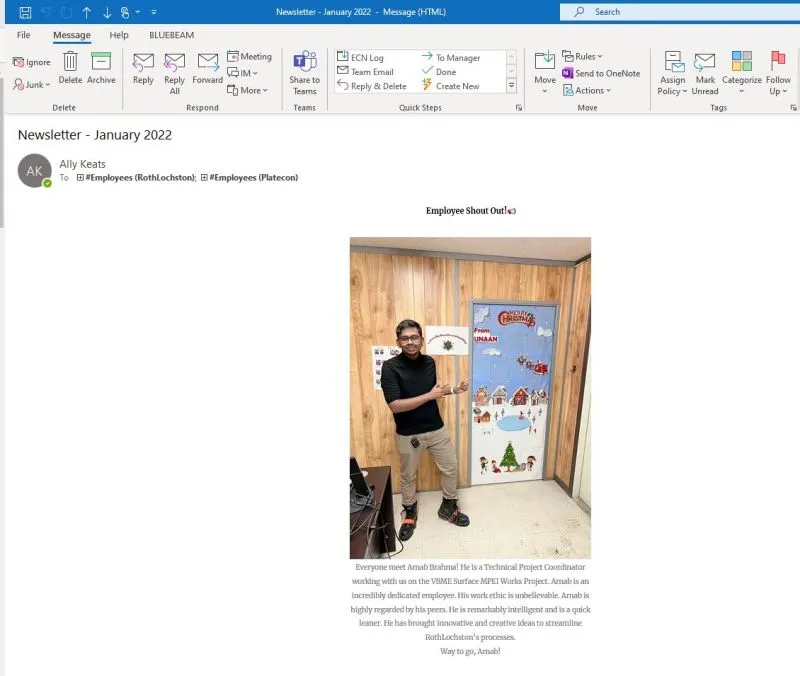 Newsletter - January 2022 - Message (HTML)
Search
File Message Help BLUEBEAM
Ignore
Junk
Delete
Archive
Delete
Reply
Reply All
Forward
Meeting
IM
More
Respond
Share to Teams
Teams
ECN Log
Team Email
Reply & Delete
To Manager
Done
Create New
Quick Steps
Move
Rules
Send to OneNote
Actions
Move
Assign Policy
Mark Unread
Categorize
Follow Up
Tags
Newsletter - January 2022
AK
Ally Keats
To #Employees (RothLochston); #Employees (Platecon)
Employee Shout Out!
MERRY
CHRISTMAS
From
UNAAN
Everyone meet Arnab Brahma! He is a Technical Project Coordinator
working with us on the VBME Surface MPEI Works Project. Arnab is an
incredibly dedicated employee. His work ethic is unbelievable. Arnab is
highly regarded by his peers. He is remarkably intelligent and is a quick
leaner. He has brought innovative and creative ideas to streamline
RothLochston's processes.
Way to go, Arnab!